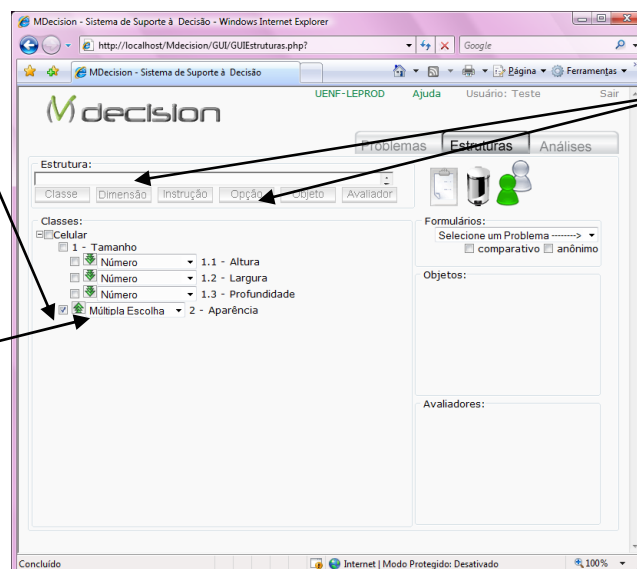 MDecision - Sistema de Suporte à Decisão - Windows Internet Explorer
http://localhost/Mdecision/GUI/GUIEstruturas.php?
Google
MDecision - Sistema de Suporte à Decisão
Página
Ferramentas
UENF-LEPROD Ajuda Usuário: Teste Sair
decision
Problemas Estruturas Análises
Estrutura:
Classe Dimensão Instrução Opção Objeto Avaliador
Classes:
Celular
1 - Tamanho
Número 1.1 - Altura
Número 1.2 - Largura
Número 1.3 - Profundidade
Múltipla Escolha 2 - Aparência
Formulários:
Selecione um Problema -------->
comparativo anônimo
Objetos:
Avaliadores:
Concluído Internet | Modo Protegido: Desativado 100%